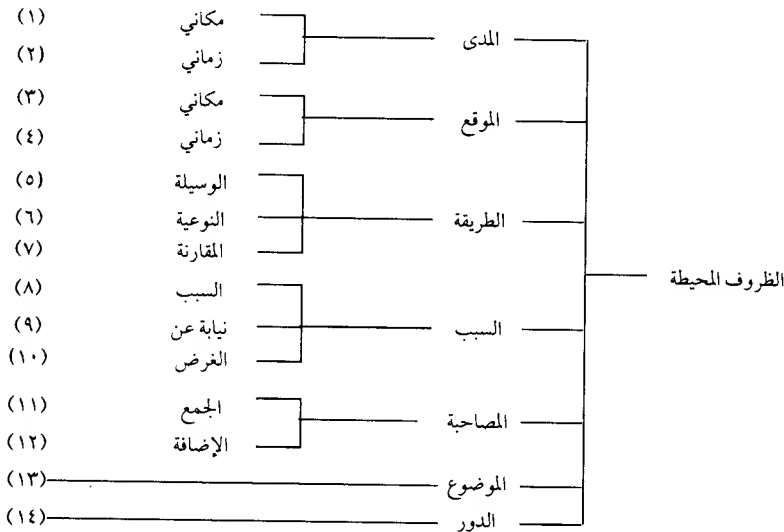 مكاني (١)
المدى
زماني (٢)
مكاني (٣)
الموقع
زماني (٤)
الوسيلة (٥)
الطريقة النوعية (٦)
المقارنة (٧)
الظروف المحيطة
السبب (٨)
السبب نيابة عن (٩)
الغرض (١٠)
الجمع (١١)
المصاحبة
الإضافة (١٢)
الموضوع (١٣)
الدور (١٤)